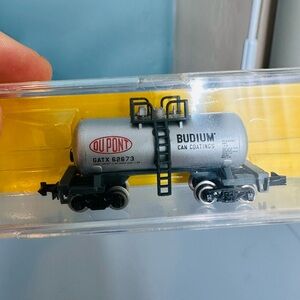 DU PONT
GATX 62673
BUDIUM
CAN COATINGS